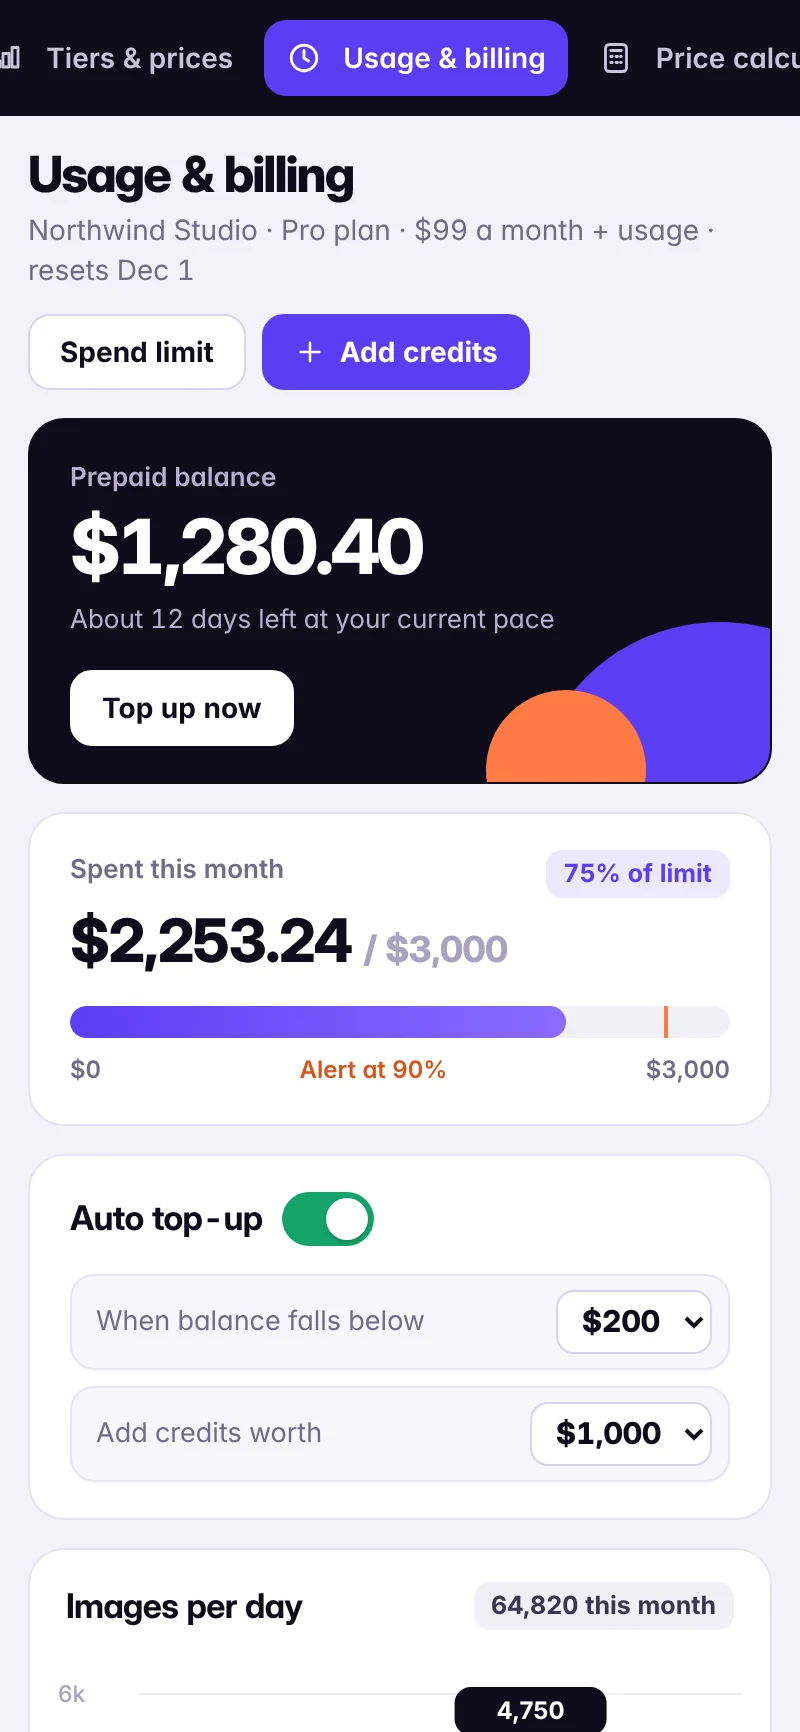 Tiers & prices
Usage & billing
Price calcu
Usage & billing
Northwind Studio · Pro plan · $99 a month + usage ·
resets Dec 1
Spend limit
Add credits
Prepaid balance
$1,280.40
About 12 days left at your current pace
Top up now
Spent this month
75% of limit
$2,253.24 / $3,000
$0
Alert at 90%
$3,000
Auto top-up
When balance falls below
$200
Add credits worth
$1,000
Images per day
64,820 this month
6k
4,750